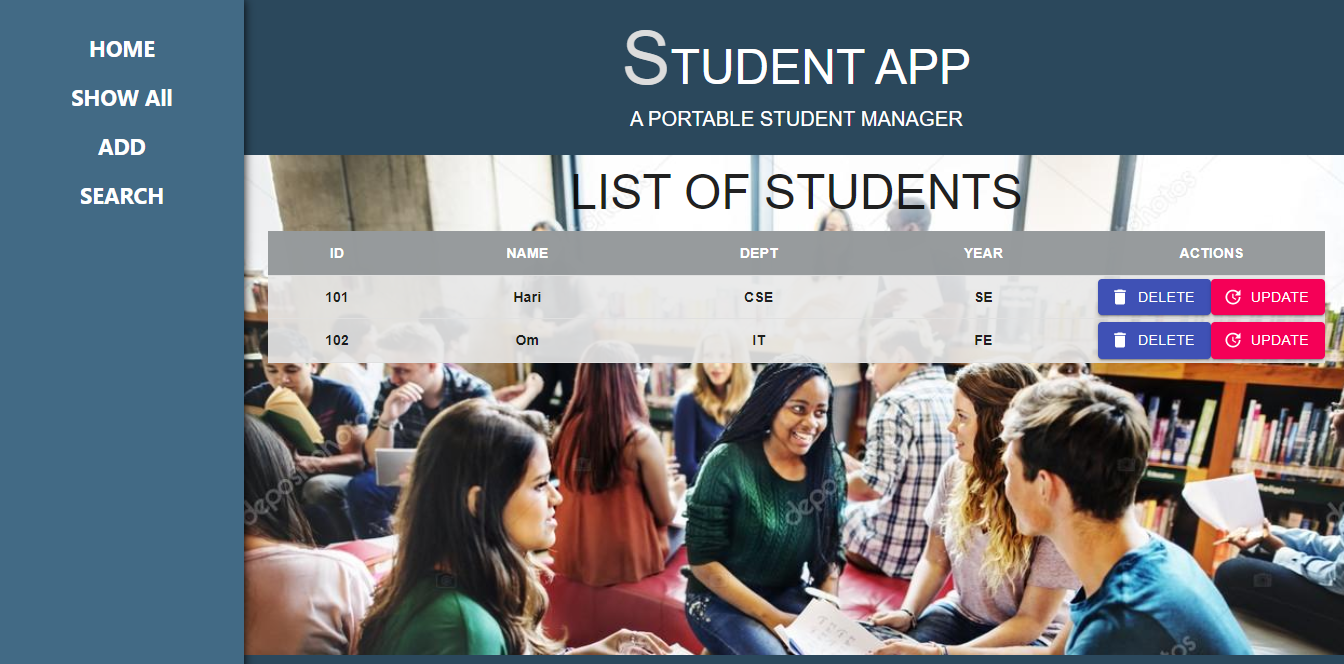 HOME
SHOW All
ADD
SEARCH
STUDENT APP
A PORTABLE STUDENT MANAGER
LIST OF STUDENTS
ID NAME DEPT YEAR ACTIONS
101 Hari CSE SE DELETE UPDATE
102 Om IT FE DELETE UPDATE